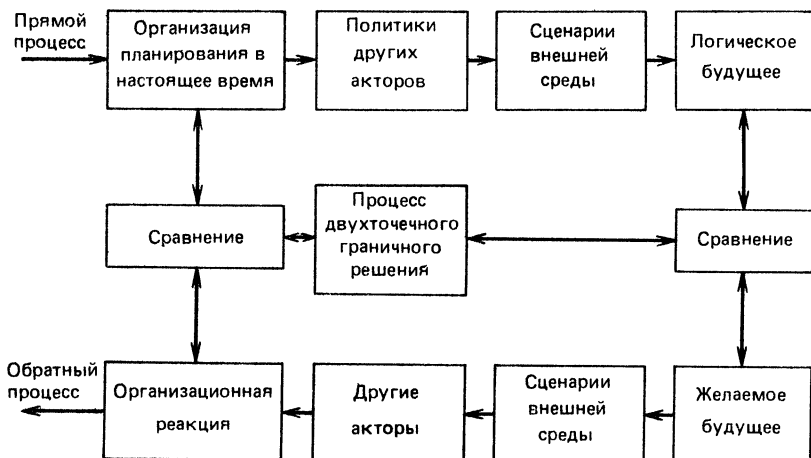 Прямой
процесс
Организация
планирования в
настоящее время
Политики
других
акторов
Сценарии
внешней
среды
Логическое
будущее
Сравнение
Процесс
двухточечного
граничного
решения
Сравнение
Обратный
процесс
Организационная
реакция
Другие
акторы
Сценарии
внешней
среды
Желаемое
будущее